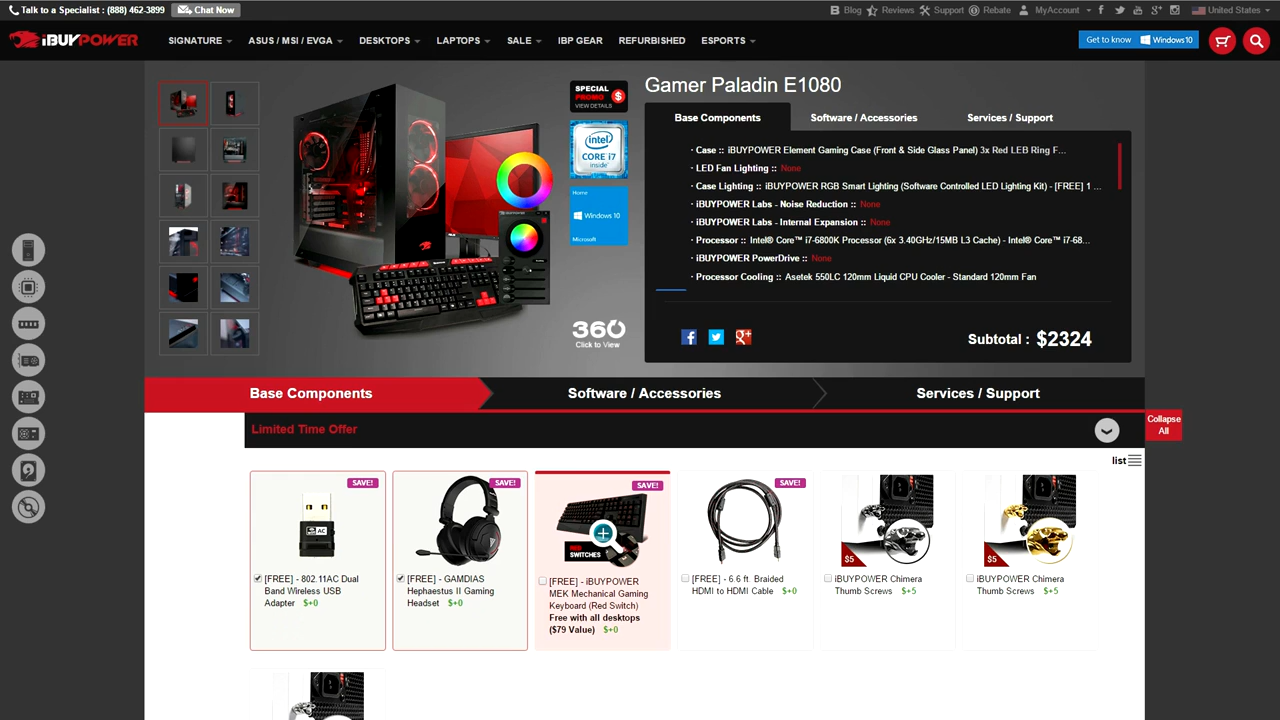 Talk to a Specialist : (888) 462-3899 Chat Now Blog Reviews Support Rebate MyAccount United States
iBUYPOWER SIGNATURE ASUS / MSI / EVGA DESKTOPS LAPTOPS SALE IBP GEAR REFURBISHED ESPORTS Get to know Windows 10
Gamer Paladin E1080
SPECIAL
PROMO
VIEW DETAILS
intel
CORE i7
inside
Home
Windows 10
Microsoft
360
Click to View
Base Components Software / Accessories Services / Support
· Case :: iBUYPOWER Element Gaming Case (Front & Side Glass Panel) 3x Red LEB Ring F...
· LED Fan Lighting :: None
· Case Lighting :: iBUYPOWER RGB Smart Lighting (Software Controlled LED Lighting Kit) - [FREE] 1 ...
· iBUYPOWER Labs - Noise Reduction :: None
· iBUYPOWER Labs - Internal Expansion :: None
· Processor :: Intel® Core™ i7-6800K Processor (6x 3.40GHz/15MB L3 Cache) - Intel® Core™ i7-68...
· iBUYPOWER PowerDrive :: None
· Processor Cooling :: Asetek 550LC 120mm Liquid CPU Cooler - Standard 120mm Fan
Subtotal : $2324
Base Components Software / Accessories Services / Support
Limited Time Offer
Collapse
All
list
SAVE!
AC
[FREE] - 802.11AC Dual
Band Wireless USB
Adapter $+0
SAVE!
[FREE] - GAMDIAS
Hephaestus II Gaming
Headset $+0
SAVE!
RED
SWITCHES
[FREE] - iBUYPOWER
MEK Mechanical Gaming
Keyboard (Red Switch)
Free with all desktops
($79 Value) $+0
SAVE!
[FREE] - 6.6 ft. Braided
HDMI to HDMI Cable $+0
$5
iBUYPOWER Chimera
Thumb Screws $+5
$5
iBUYPOWER Chimera
Thumb Screws $+5